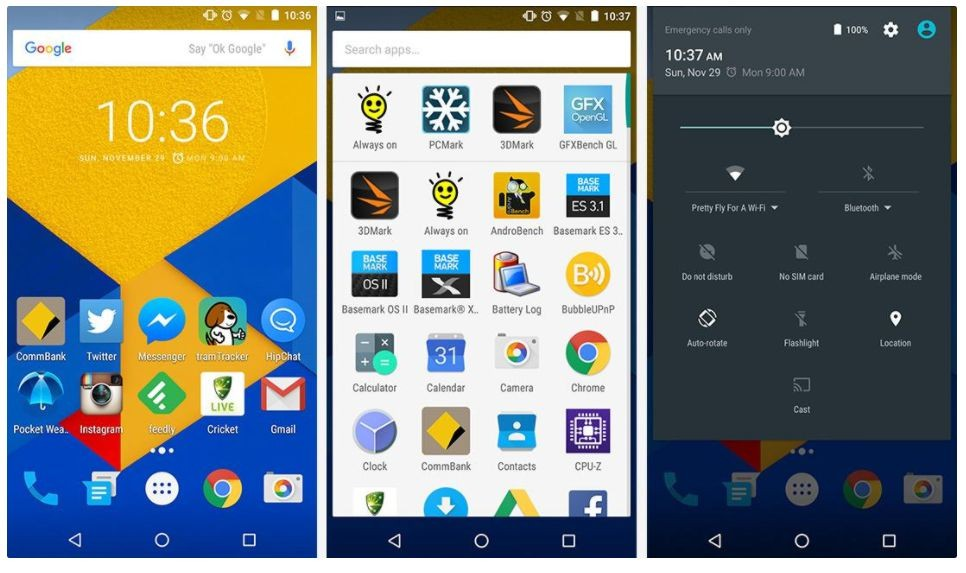 10:36
Google Say "Ok Google"
10:36
SUN, NOVEMBER 29 MON 9:00 AM
CommBank Twitter Messenger tramTracker HipChat
LIVE
Pocket Wea.. Instagram feedly Cricket Gmail
10:37
Search apps...
GFX
OpenGL
Always on PCMark 3DMark GFXBench GL
BASE
MARK
ES 3.1
AndroBench
3DMark Always on AndroBench Basemark ES 3..
BASE
MARK
OS II
BASE
MARK
X
B
Basemark OS II Basemark® X.. Battery Log BubbleUPnP
31
Calculator Calendar Camera Chrome
Clock CommBank Contacts CPU-Z
Emergency calls only 100%
10:37 AM
Sun, Nov 29 Mon 9:00 AM
Pretty Fly For A Wi-Fi Bluetooth
Do not disturb No SIM card Airplane mode
Auto-rotate Flashlight Location
Cast